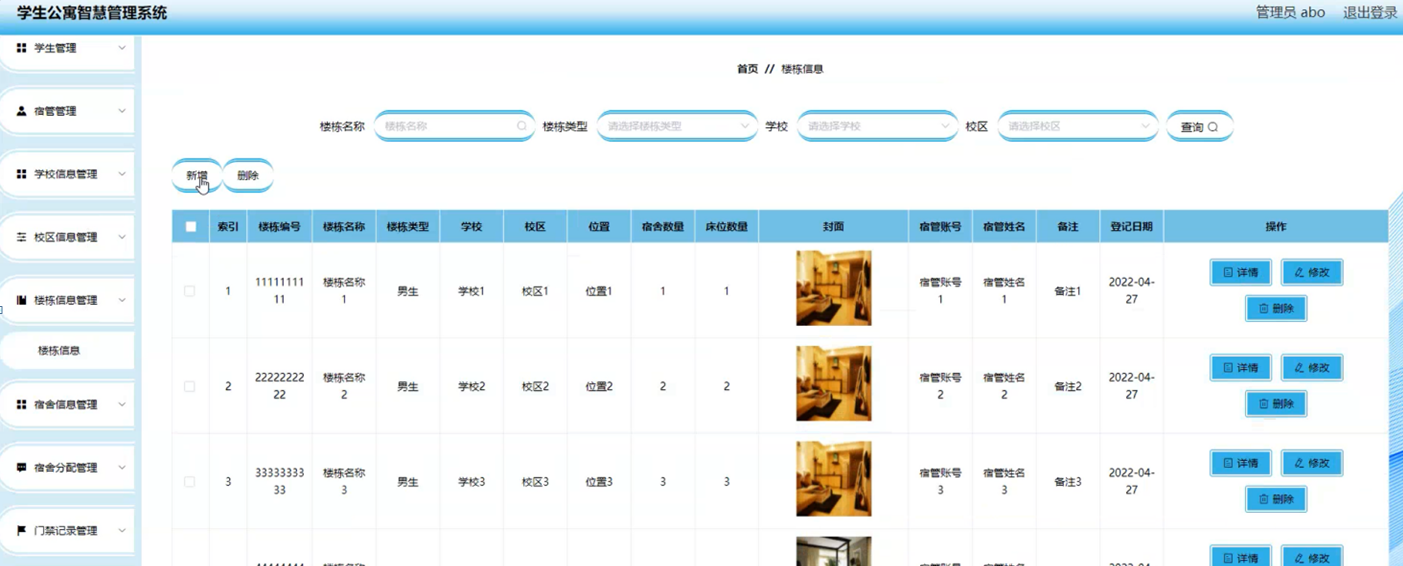 学生公寓智慧管理系统
管理员 abo 退出登录
学生管理
宿管管理
学校信息管理
校区信息管理
楼栋信息管理
楼栋信息
宿舍信息管理
宿舍分配管理
门禁记录管理
首页 // 楼栋信息
楼栋名称 楼栋名称 楼栋类型 请选择楼栋类型 学校 请选择学校 校区 请选择校区 查询
新增 删除
索引 楼栋编号 楼栋名称 楼栋类型 学校 校区 位置 宿舍数量 床位数量 封面 宿管账号 宿管姓名 备注 登记日期 操作
1 11111111111 楼栋名称1 男生 学校1 校区1 位置1 1 1 宿管账号1 宿管姓名1 备注1 2022-04-27 详情 修改
删除
2 2222222222 楼栋名称2 男生 学校2 校区2 位置2 2 2 宿管账号2 宿管姓名2 备注2 2022-04-27 详情 修改
删除
3 3333333333 楼栋名称3 男生 学校3 校区3 位置3 3 3 宿管账号3 宿管姓名3 备注3 2022-04-27 详情 修改
删除
详情 修改